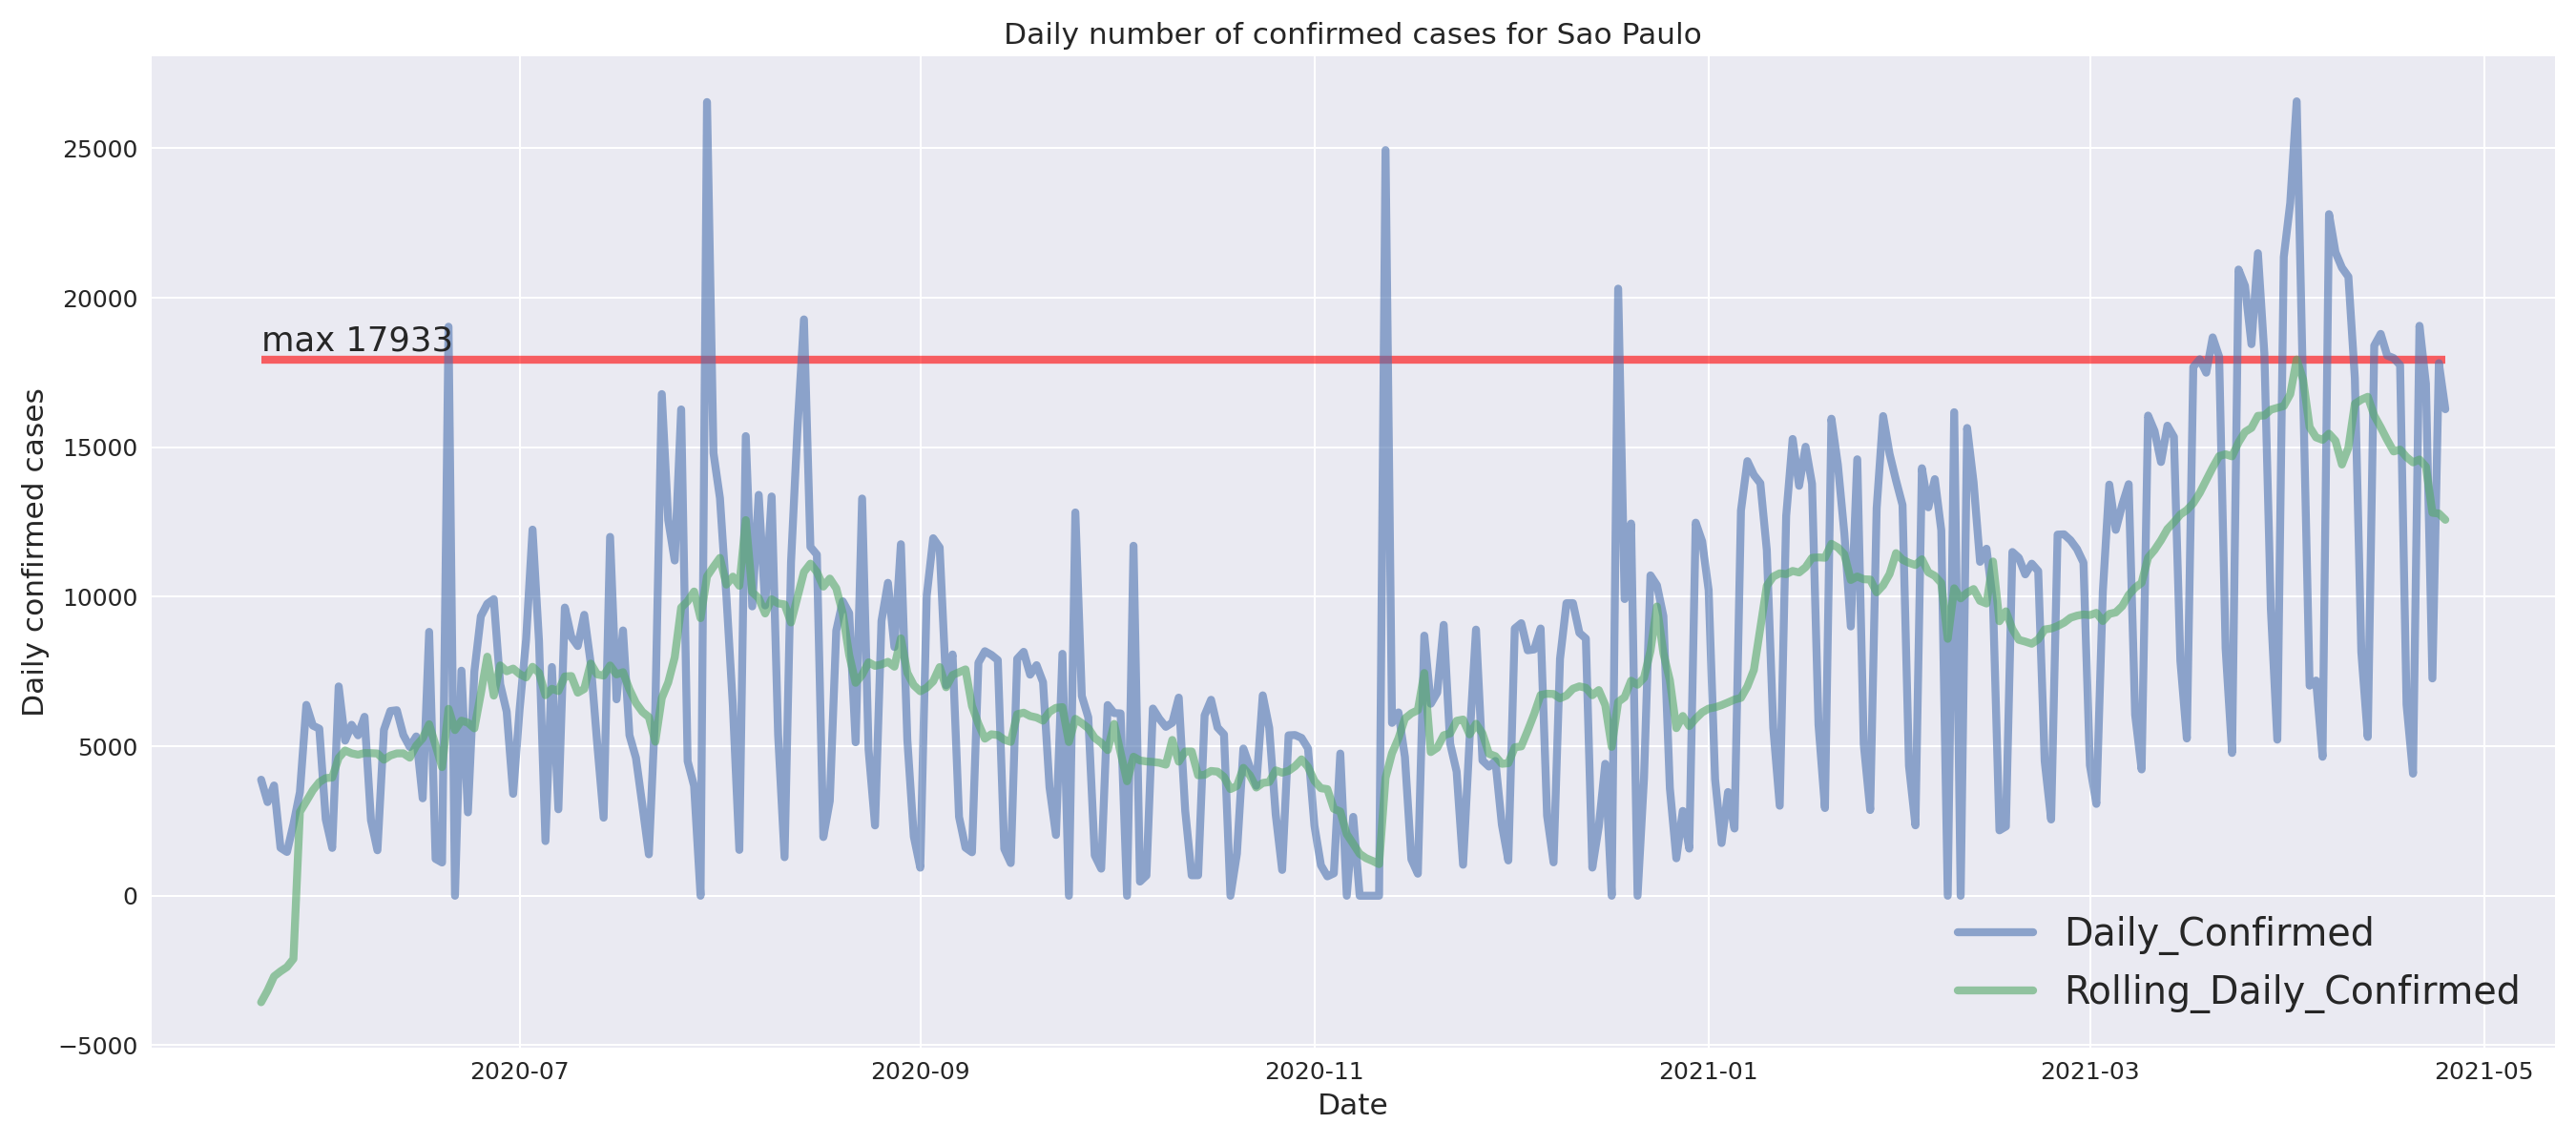 Daily number of confirmed cases for Sao Paulo
Daily confirmed cases
25000
20000
15000
10000
5000
0
−5000
max 17933
Daily_Confirmed
Rolling_Daily_Confirmed
2020-07
2020-09
2020-11
2021-01
2021-03
2021-05
Date